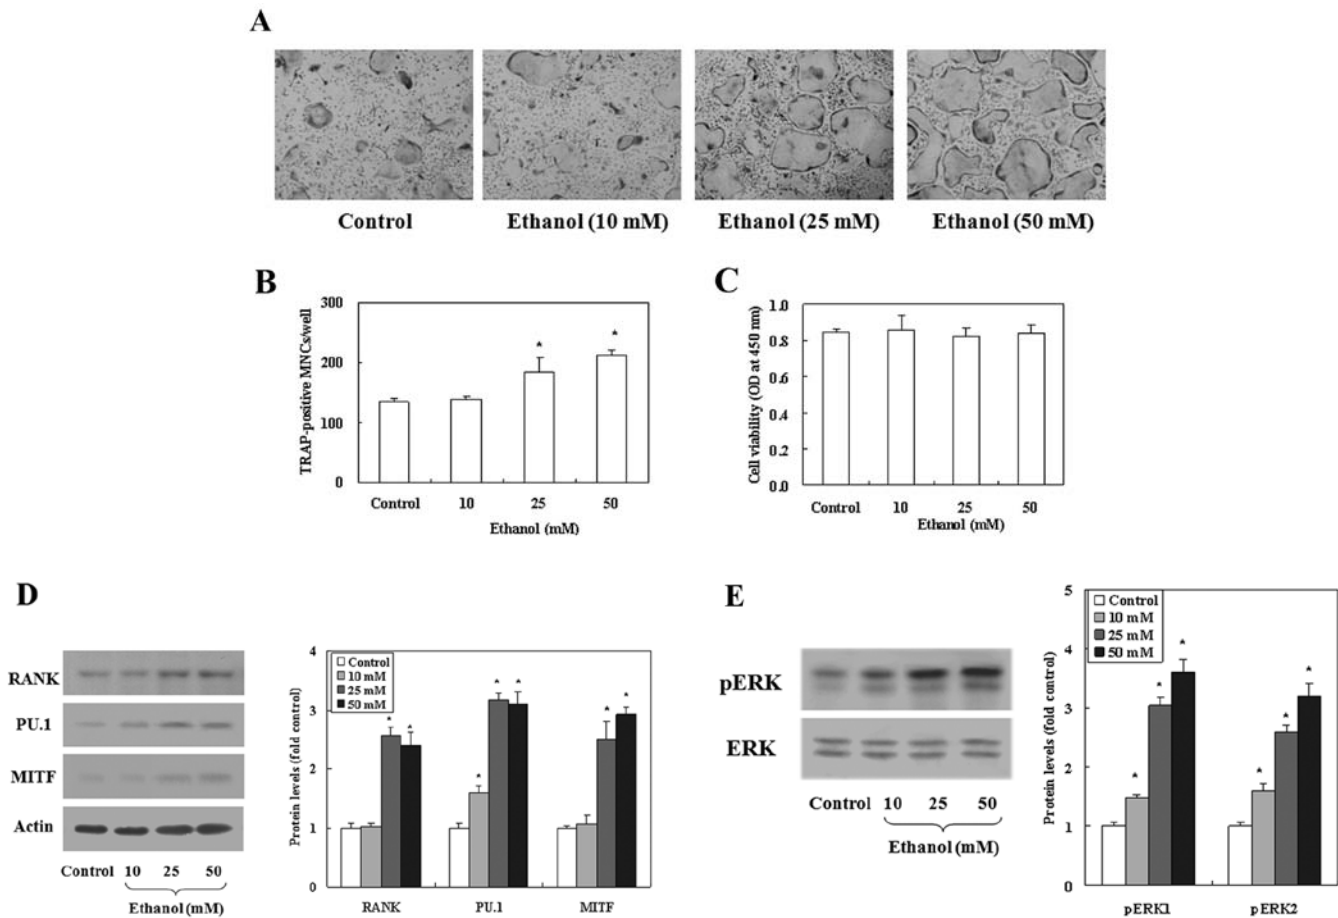 A
Control
Ethanol (10 mM)
Ethanol (25 mM)
Ethanol (50 mM)
B
TRAP-positive MNCs/well
300
200
100
0
*
*
Control
10
25
50
Ethanol (mM)
C
Cell viability (OD at 450 nm)
1.0
0.8
0.6
0.4
0.2
0.0
Control
10
25
50
Ethanol (mM)
D
RANK
PU.1
MITF
Actin
Control
10
25
50
Ethanol (mM)
Protein levels (fold control)
4
3
2
1
0
Control
10 mM
25 mM
50 mM
*
*
*
*
*
*
*
RANK
PU.1
MITF
E
pERK
ERK
Control
10
25
50
Ethanol (mM)
Protein levels (fold control)
5
4
3
2
1
0
Control
10 mM
25 mM
50 mM
*
*
*
*
*
*
pERK1
pERK2